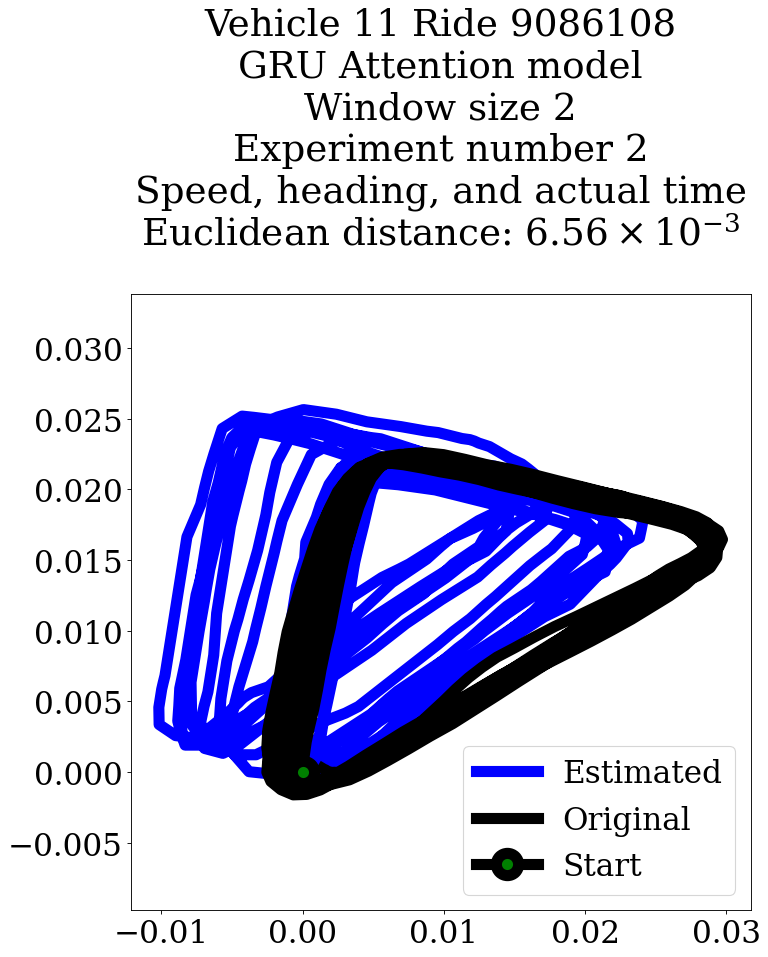 Vehicle 11 Ride 9086108
GRU Attention model
Window size 2
Experiment number 2
Speed, heading, and actual time
Euclidean distance: 6.56 × 10⁻³
0.030
0.025
0.020
0.015
0.010
0.005
0.000
−0.005
−0.01 0.00 0.01 0.02 0.03
Estimated
Original
Start